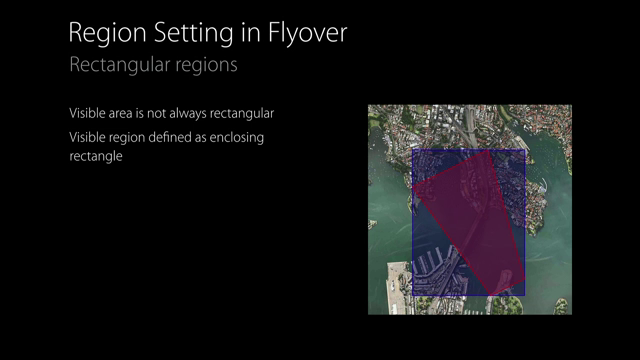 Region Setting in Flyover
Rectangular regions
Visible area is not always rectangular
Visible region defined as enclosing
rectangle